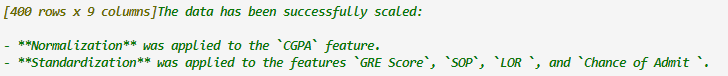 [400 rows x 9 columns]The data has been successfully scaled:
- **Normalization** was applied to the `CGPA` feature.
- **Standardization** was applied to the features `GRE Score`, `SOP`, `LOR `, and `Chance of Admit `.